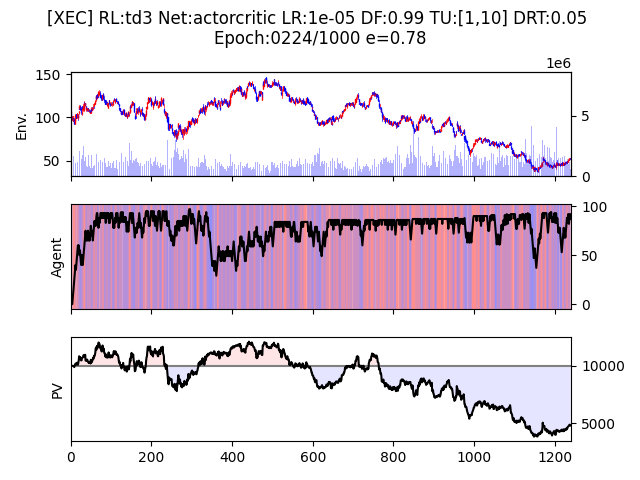 [XEC] RL:td3 Net:actorcritic LR:1e-05 DF:0.99 TU:[1,10] DRT:0.05
Epoch:0224/1000 e=0.78
1e6
150
100
50
Env.
5
0
Agent
100
50
0
PV
10000
5000
0 200 400 600 800 1000 1200